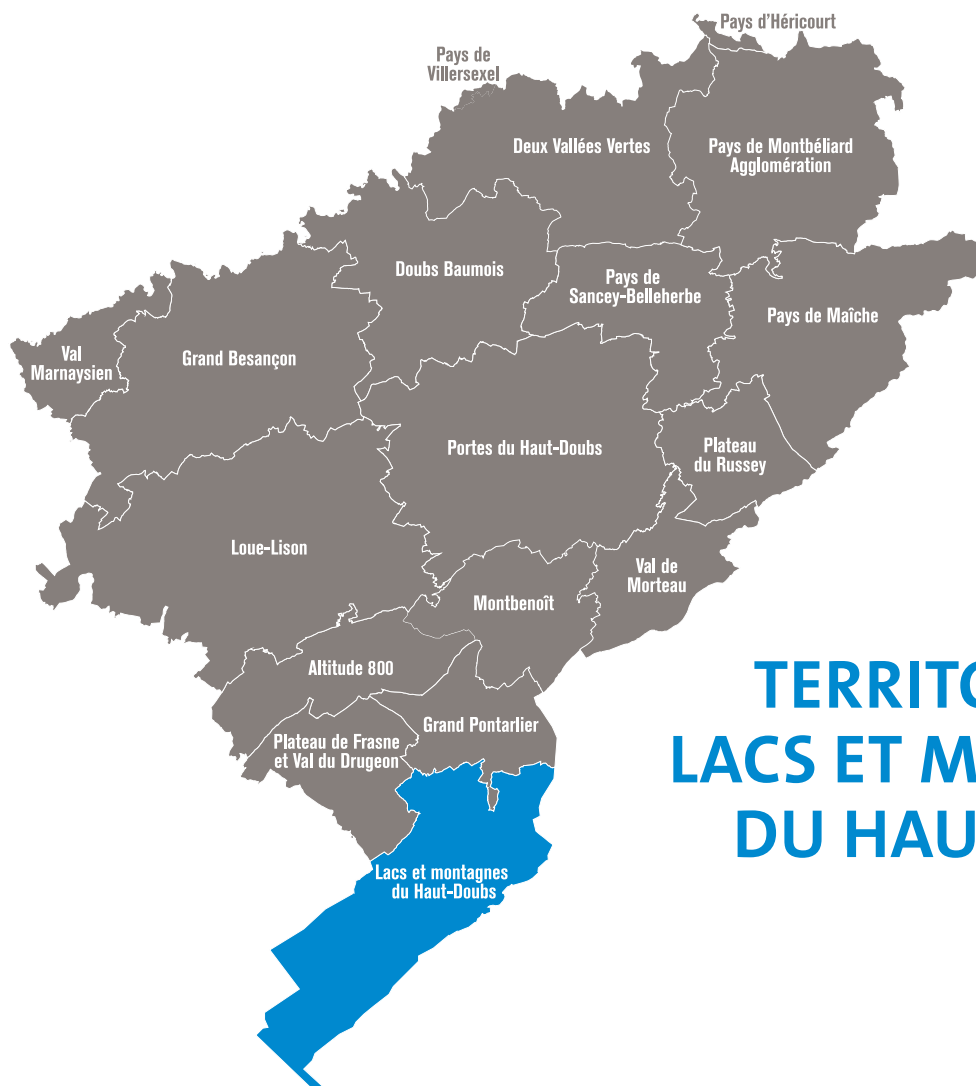 Pays d'Héricourt
Pays de
Villersexel
Deux Vallées Vertes
Pays de Montbéliard
Agglomération
Doubs Baumois
Pays de
Sancey-Belleherbe
Pays de Maîche
Val
Marnaysien
Grand Besançon
Portes du Haut-Doubs
Plateau
du Russey
Loue-Lison
Val de
Morteau
Montbenoît
Altitude 800
Grand Pontarlier
Plateau de Frasne
et Val du Drugeon
Lacs et montagnes
du Haut-Doubs
TERRITO
LACS ET M
DU HAU